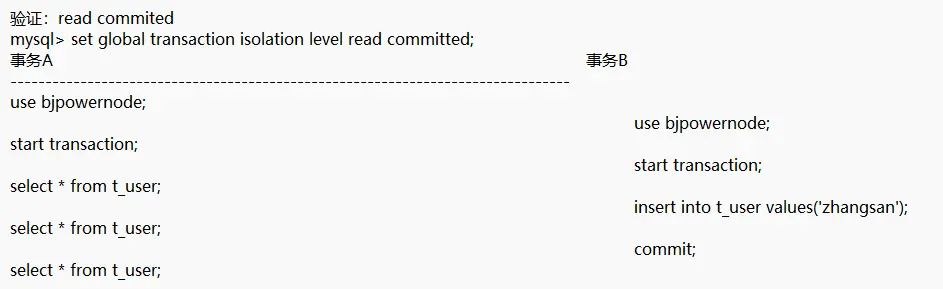 验证：read commited
mysql> set global transaction isolation level read committed;
事务A 事务B
--------------------------------------------------------------------------------
use bjpowernode;
use bjpowernode;
start transaction;
start transaction;
select * from t_user;
insert into t_user values('zhangsan');
select * from t_user;
commit;
select * from t_user;